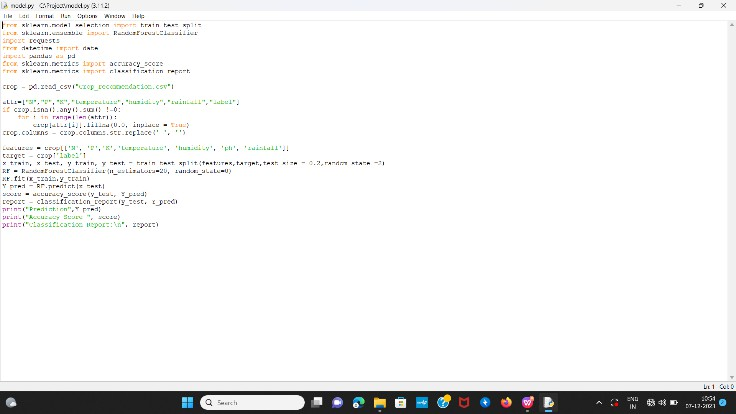 model.py - C:\Project\model.py (3.11.2)
File Edit Format Run Options Window Help
from sklearn.model_selection import train_test_split
from sklearn.ensemble import RandomForestClassifier
import requests
from datetime import date
import pandas as pd
from sklearn.metrics import accuracy_score
from sklearn.metrics import classification_report
crop = pd.read_csv("Crop_recommendation.csv")
attr=["N","P","K","temperature","humidity","rainfall","label"]
if crop.isna().any().sum() !=0:
for i in range(len(attr)):
crop[attr[i]].fillna(0.0, inplace = True)
crop.columns = crop.columns.str.replace(' ', '')
features = crop[['N', 'P','K','temperature', 'humidity', 'ph', 'rainfall']]
target = crop['label']
x_train, x_test, y_train, y_test = train_test_split(features,target,test_size = 0.2,random_state =2)
RF = RandomForestClassifier(n_estimators=20, random_state=0)
RF.fit(x_train,y_train)
Y_pred = RF.predict(x_test)
score = accuracy_score(y_test, Y_pred)
report = classification_report(y_test, Y_pred)
print("Prediction",Y_pred)
print("Accuracy Score ", score)
print("Classification Report:\n", report)
Ln: 1 Col: 0
Search
ENG
IN
10:54
07-12-2023